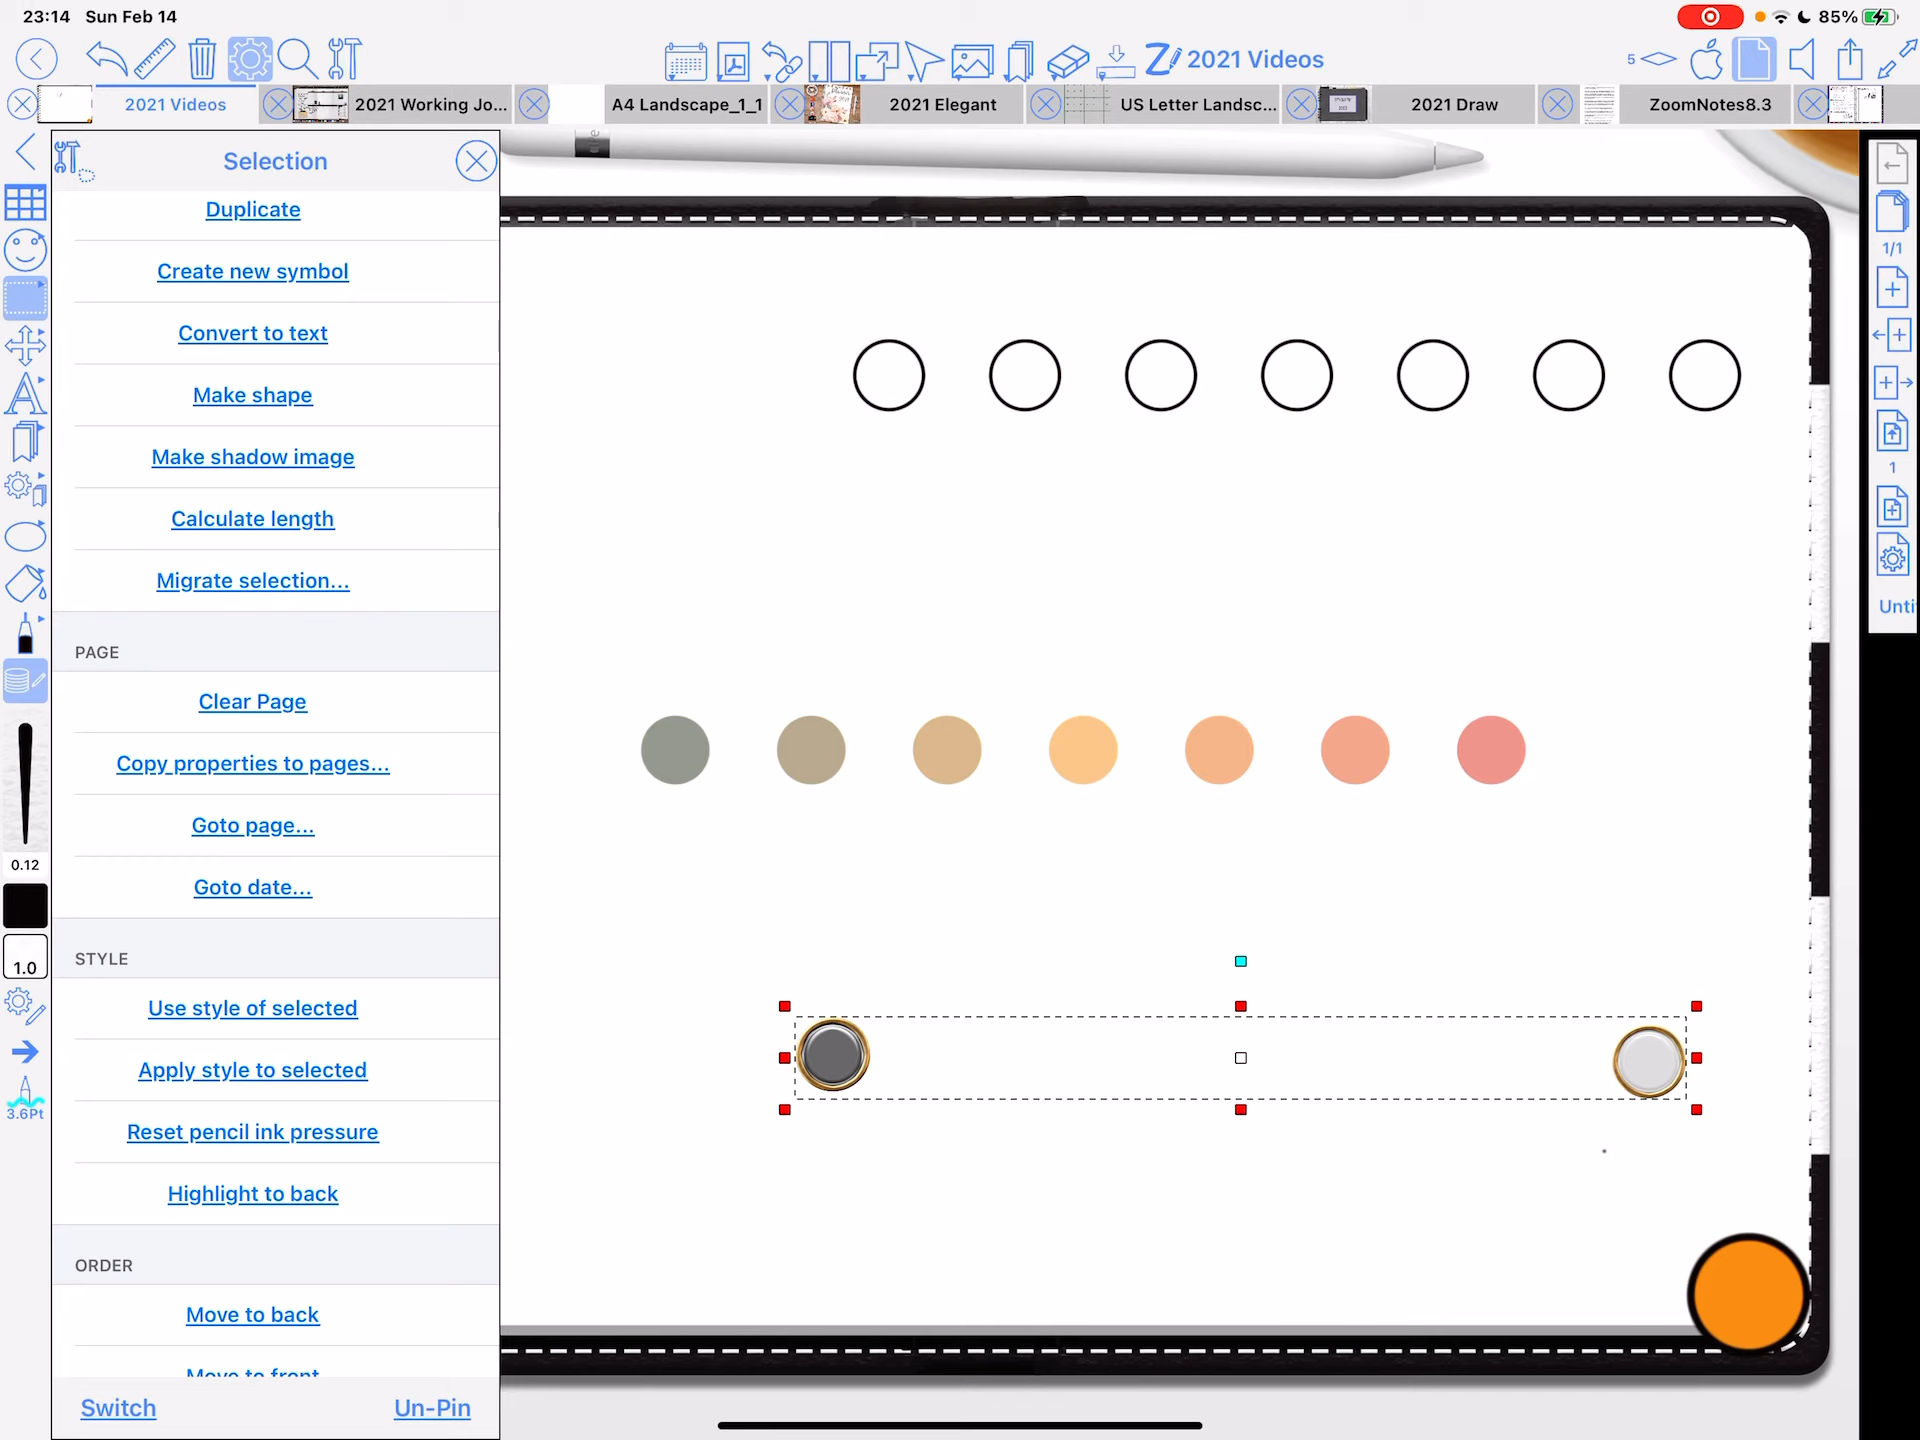 23:14 Sun Feb 14
85%
2021 Videos
5
2021 Videos
2021 Working Jo...
A4 Landscape_1_1
2021 Elegant
US Letter Landsc...
2021 Draw
ZoomNotes8.3
Selection
Duplicate
Create new symbol
Convert to text
Make shape
Make shadow image
Calculate length
Migrate selection...
PAGE
Clear Page
Copy properties to pages...
Goto page...
Goto date...
STYLE
Use style of selected
Apply style to selected
Reset pencil ink pressure
Highlight to back
ORDER
Move to back
Move to front
Switch
Un-Pin
0.12
1.0
3.6Pt
1/1
1
Unti